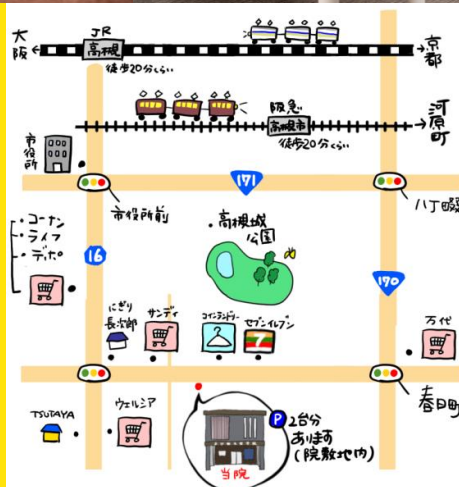 大阪
JR
高槻
徒歩20分くらい
京都
阪急
高槻市
徒歩20分くらい
河原町
市役所
市役所前
171
八丁畷
・コーナン
・ライフ
・デポ
16
・高槻城
公園
170
にぎり
長次郎
サンディ
コインランドリー
セブンイレブン
7
万代
春日町
TSUTAYA
ウェルシア
当院
P
2台分
あります
(院敷地内)